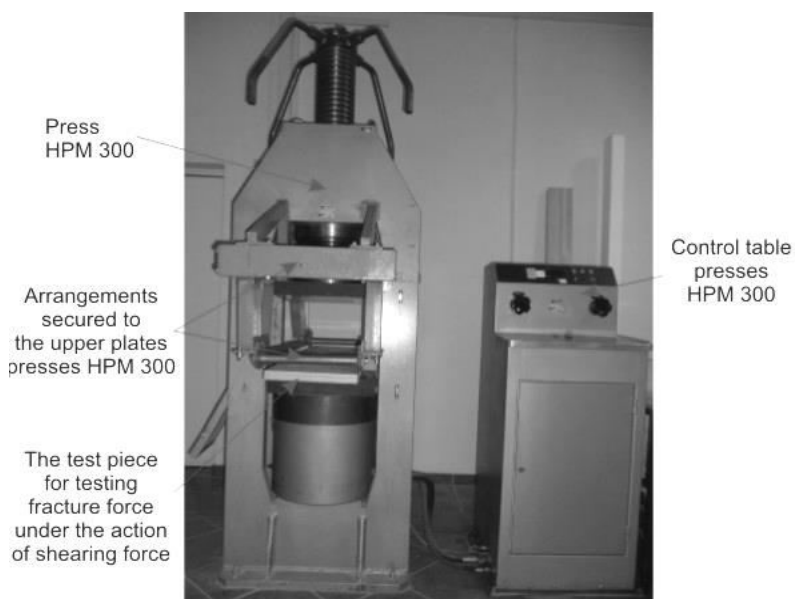 Press
HPM 300
Control table
presses
HPM 300
Arrangements
secured to
the upper plates
presses HPM 300
The test piece
for testing
fracture force
under the action
of shearing force